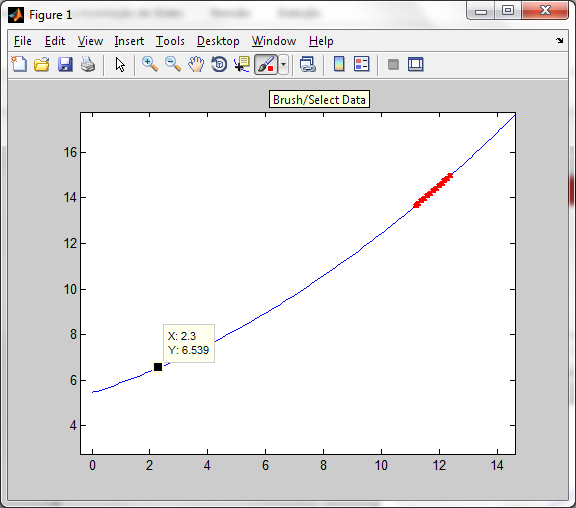 Figure 1
File Edit View Insert Tools Desktop Window Help
Brush/Select Data
16
14
12
10
8
6
4
X: 2.3
Y: 6.539
0 2 4 6 8 10 12 14